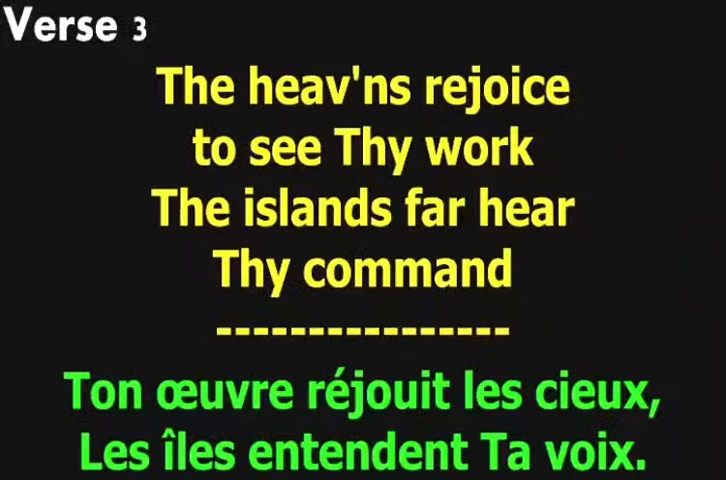 Verse 3
The heav'ns rejoice
to see Thy work
The islands far hear
Thy command
----------------
Ton œuvre réjouit les cieux,
Les îles entendent Ta voix.